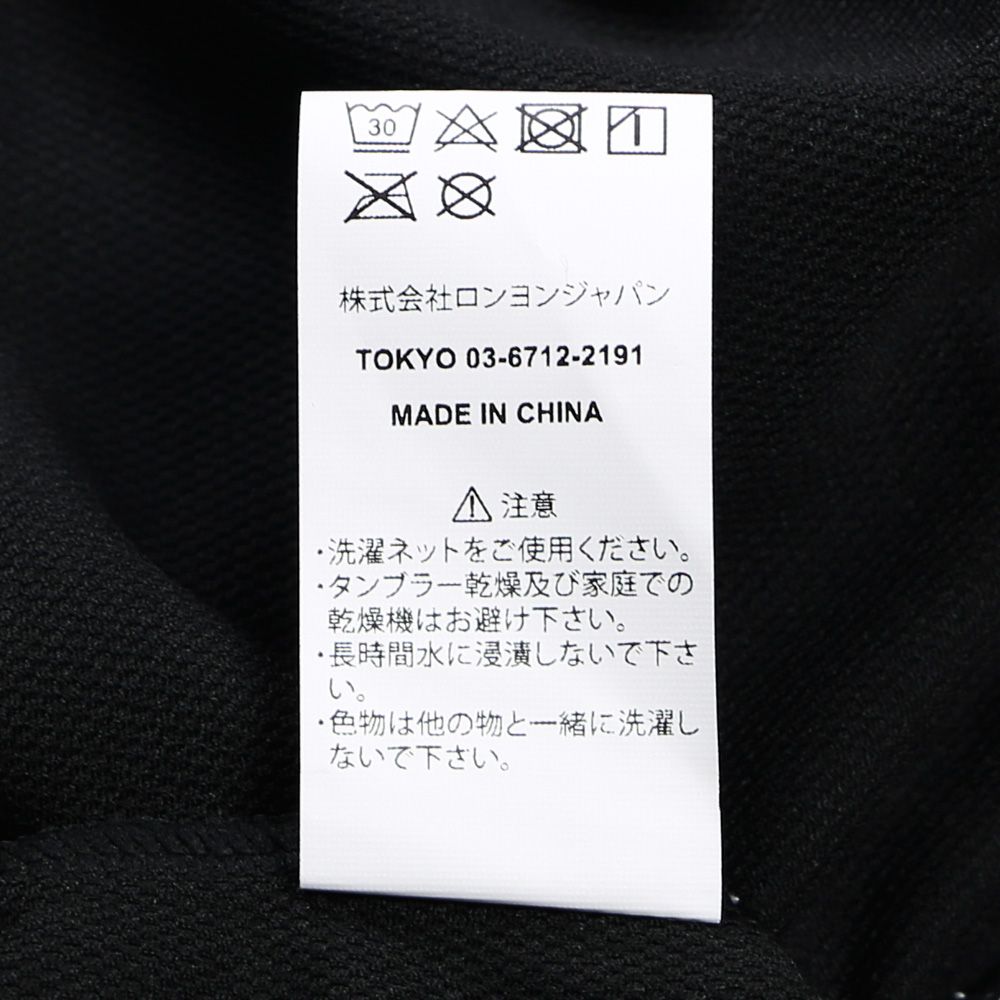 30
株式会社ロンヨンジャパン
TOKYO 03-6712-2191
MADE IN CHINA
注意
・洗濯ネットをご使用ください。
・タンブラー乾燥及び家庭での
乾燥機はお避け下さい。
・長時間水に浸漬しないで下さ
い。
・色物は他の物と一緒に洗濯し
ないで下さい。